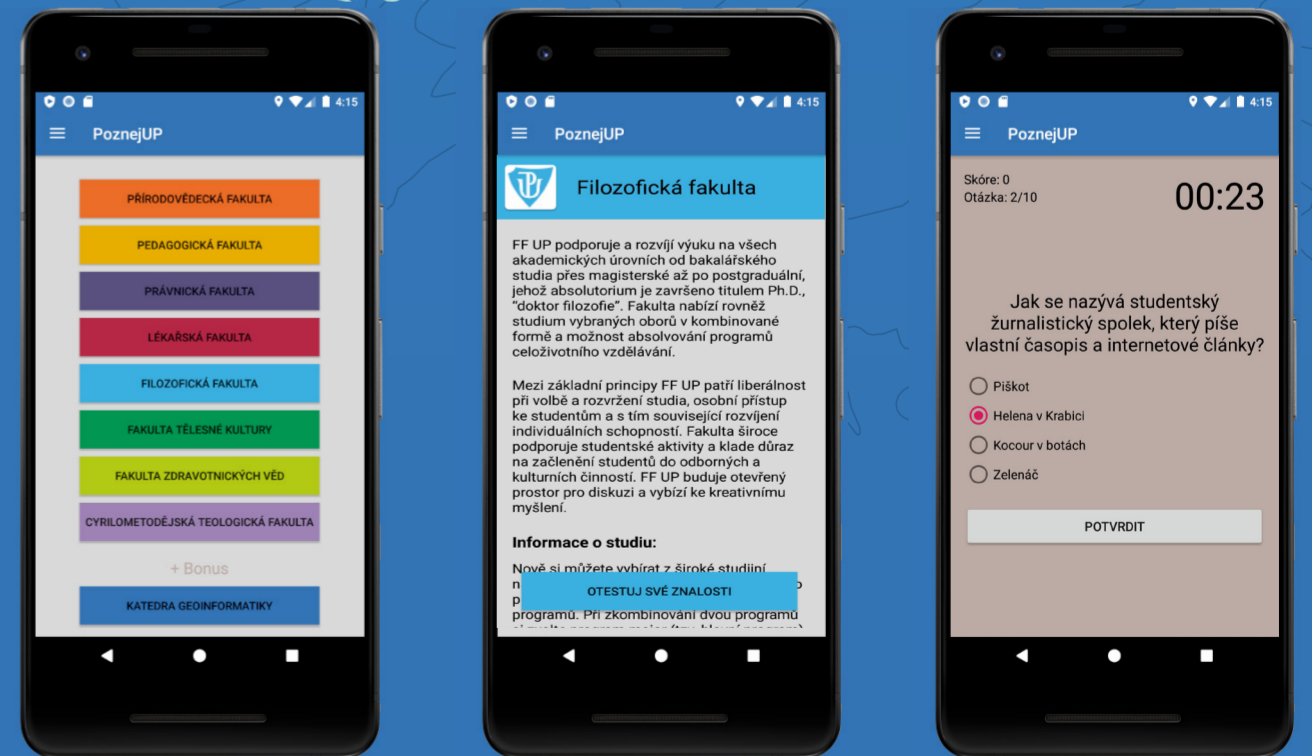 4:15
PoznejUP
PŘÍRODOVĚDECKÁ FAKULTA
PEDAGOGICKÁ FAKULTA
PRÁVNICKÁ FAKULTA
LÉKAŘSKÁ FAKULTA
FILOZOFICKÁ FAKULTA
FAKULTA TĚLESNÉ KULTURY
FAKULTA ZDRAVOTNICKÝCH VĚD
CYRILOMETODĚJSKÁ TEOLOGICKÁ FAKULTA
+ Bonus
KATEDRA GEOINFORMATIKY
4:15
PoznejUP
UP
Filozofická fakulta
FF UP podporuje a rozvíjí výuku na všech
akademických úrovních od bakalářského
studia přes magisterské až po postgraduální,
jehož absolutorium je završeno titulem Ph.D.,
"doktor filozofie". Fakulta nabízí rovněž
studium vybraných oborů v kombinované
formě a možnost absolvování programů
celoživotního vzdělávání.
Mezi základní principy FF UP patří liberálnost
při volbě a rozvržení studia, osobní přístup
ke studentům a s tím související rozvíjení
individuálních schopností. Fakulta široce
podporuje studentské aktivity a klade důraz
na začlenění studentů do odborných a
kulturních činností. FF UP buduje otevřený
prostor pro diskuzi a vybízí ke kreativnímu
myšlení.
Informace o studiu:
Nově si můžete vybírat z široké studijní
OTESTUJ SVÉ ZNALOSTI
programů. Při zkombinování dvou programů
4:15
PoznejUP
Skóre: 0
Otázka: 2/10
00:23
Jak se nazývá studentský
žurnalistický spolek, který píše
vlastní časopis a internetové články?
Piškot
Helena v Krabici
Kocour v botách
Zelenáč
POTVRDIT